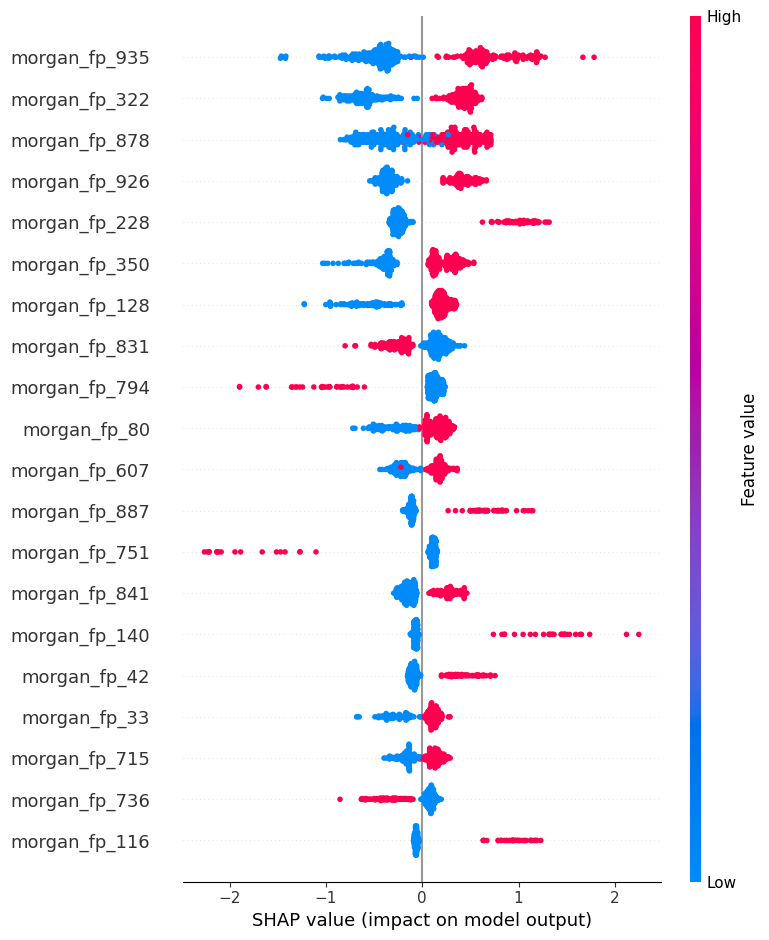 High
morgan_fp_935
morgan_fp_322
morgan_fp_878
morgan_fp_926
morgan_fp_228
morgan_fp_350
morgan_fp_128
morgan_fp_831
morgan_fp_794
morgan_fp_80
morgan_fp_607
morgan_fp_887
morgan_fp_751
morgan_fp_841
morgan_fp_140
morgan_fp_42
morgan_fp_33
morgan_fp_715
morgan_fp_736
morgan_fp_116
Feature value
Low
−2 −1 0 1 2
SHAP value (impact on model output)